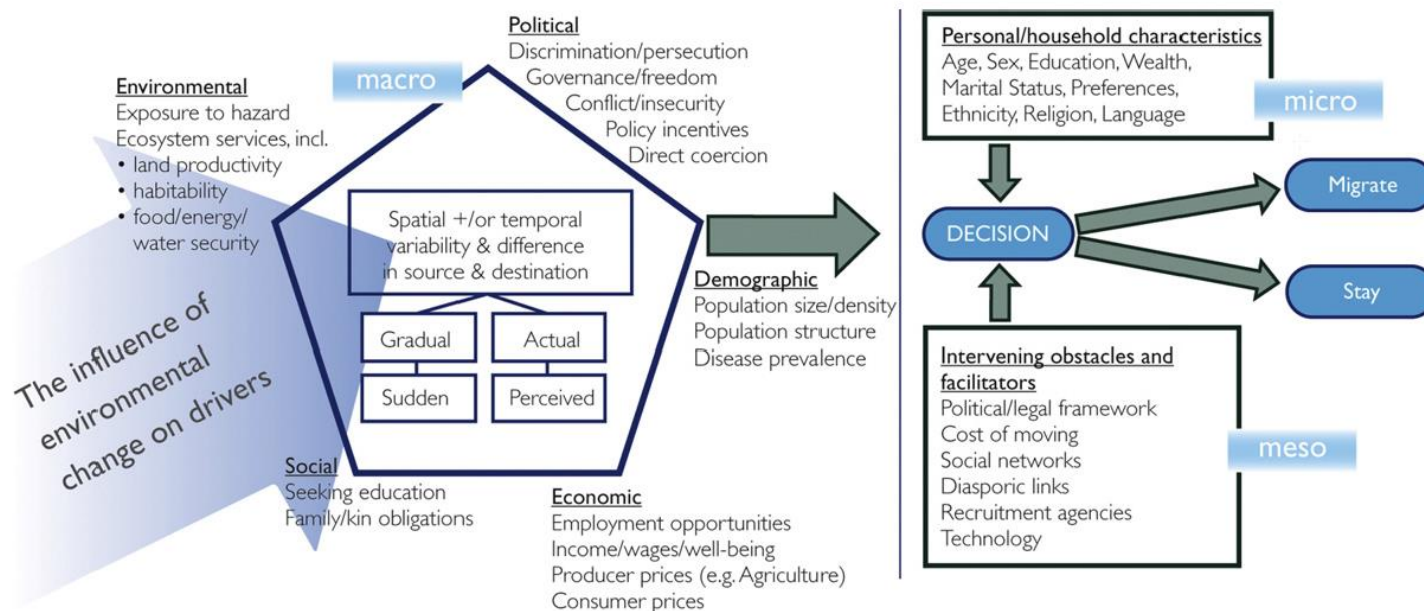 Political
Discrimination/persecution
Governance/freedom
Conflict/insecurity
Policy incentives
Direct coercion
macro
Environmental
Exposure to hazard
Ecosystem services, incl.
• land productivity
• habitability
• food/energy/
water security
Spatial +/or temporal
variability & difference
in source & destination
Gradual
Actual
Sudden
Perceived
The influence of
environmental
change on drivers
Demographic
Population size/density
Population structure
Disease prevalence
Social
Seeking education
Family/kin obligations
Economic
Employment opportunities
Income/wages/well-being
Producer prices (e.g. Agriculture)
Consumer prices
Personal/household characteristics
Age, Sex, Education, Wealth,
Marital Status, Preferences,
Ethnicity, Religion, Language
micro
DECISION
Migrate
Stay
Intervening obstacles and
facilitators
Political/legal framework
Cost of moving
Social networks
Diasporic links
Recruitment agencies
Technology
meso